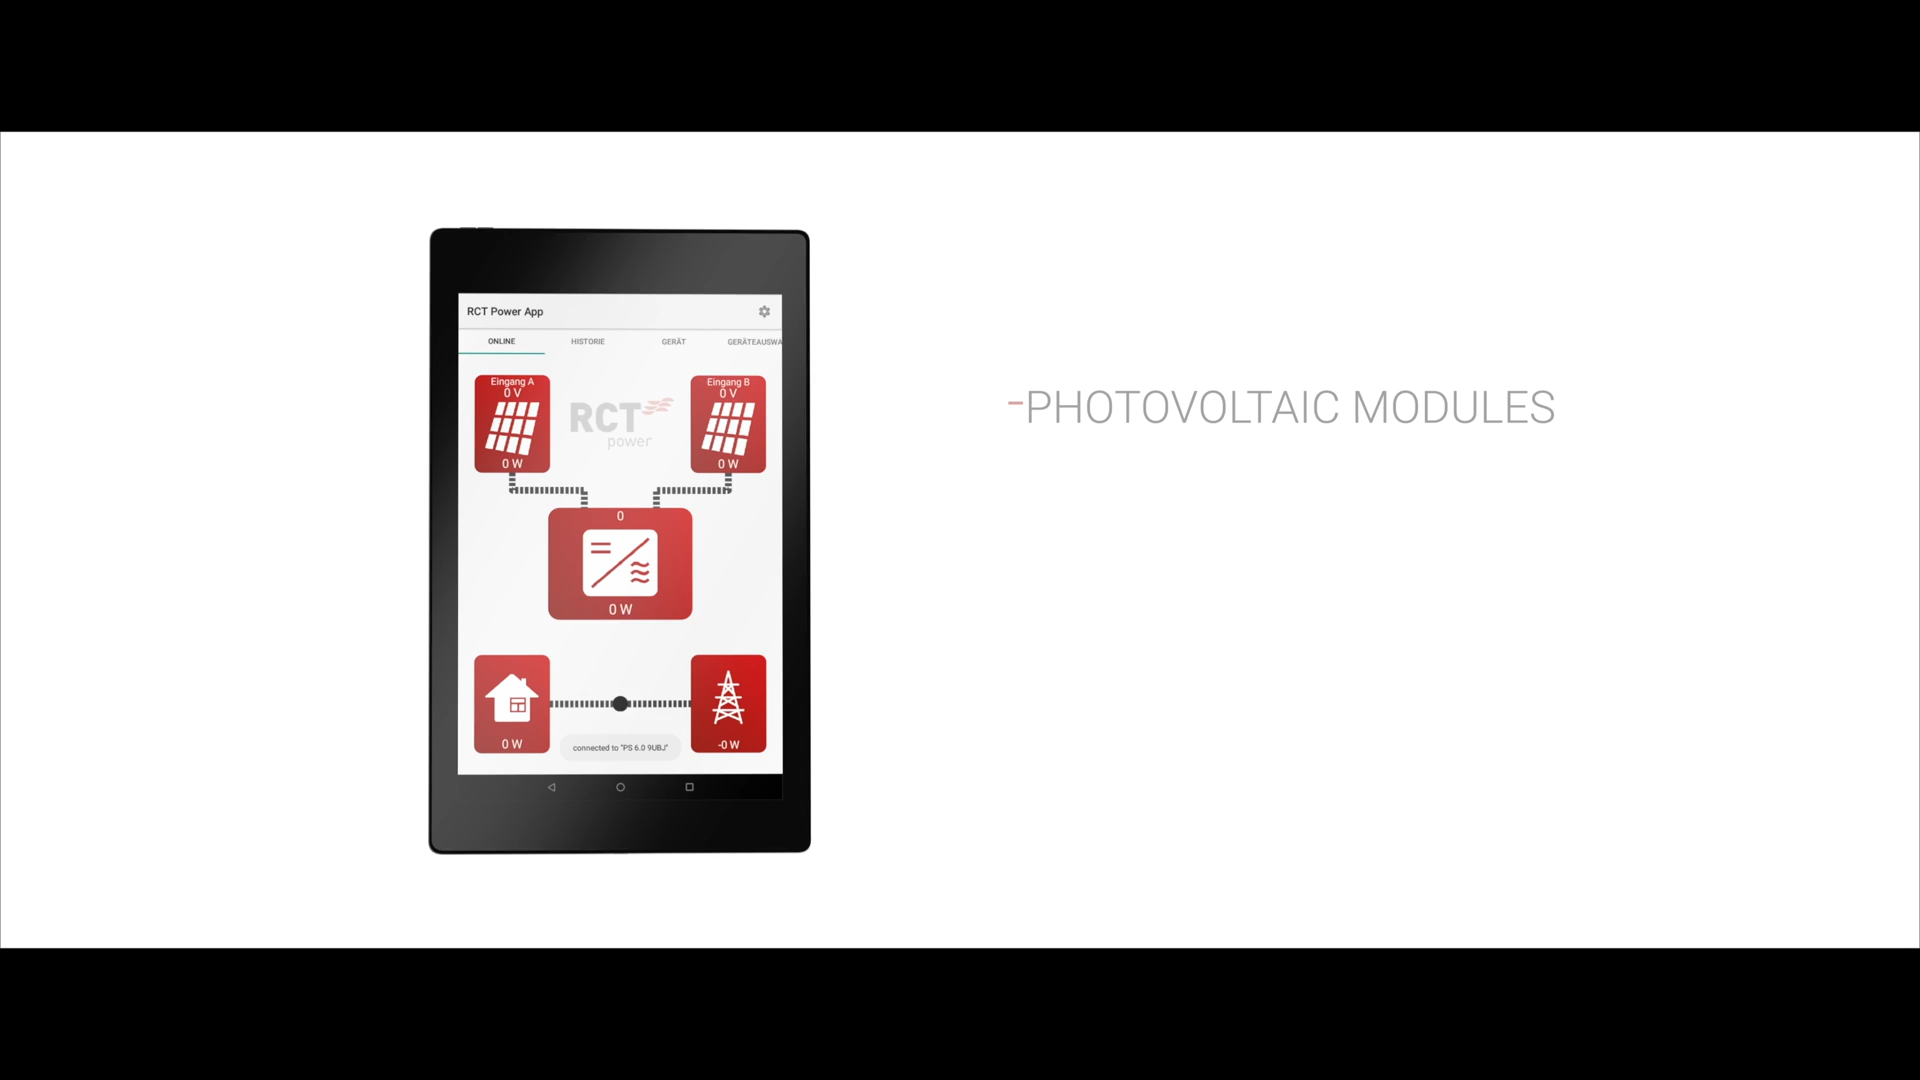 RCT Power App
ONLINE HISTORIE GERÄT GERÄTEAUSWA
Eingang A
0 V
0 W
RCT
power
Eingang B
0 V
0 W
0
0 W
0 W
connected to "PS 6.0 9UBJ"
-0 W
-PHOTOVOLTAIC MODULES